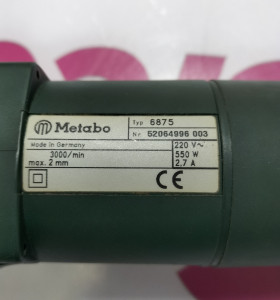 Metabo
Typ 6875
Nr. 52064996 003
Made in Germany
220 V~
3000/min 550 W
max. 2 mm 2,7 A
CE